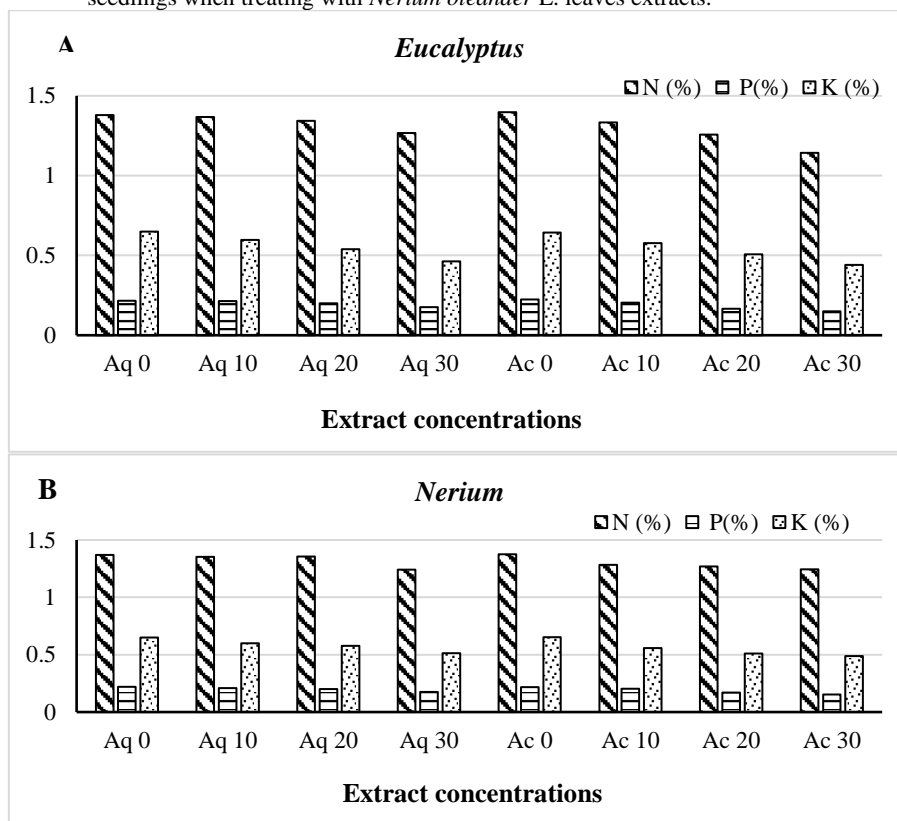 seedlings when treating with Nerium oleander L. leaves extracts.
A
Eucalyptus
N (%) P(%) K (%)
1.5
1
0.5
0
Aq 0 Aq 10 Aq 20 Aq 30 Ac 0 Ac 10 Ac 20 Ac 30
Extract concentrations
B
Nerium
N (%) P(%) K (%)
1.5
1
0.5
0
Aq 0 Aq 10 Aq 20 Aq 30 Ac 0 Ac 10 Ac 20 Ac 30
Extract concentrations